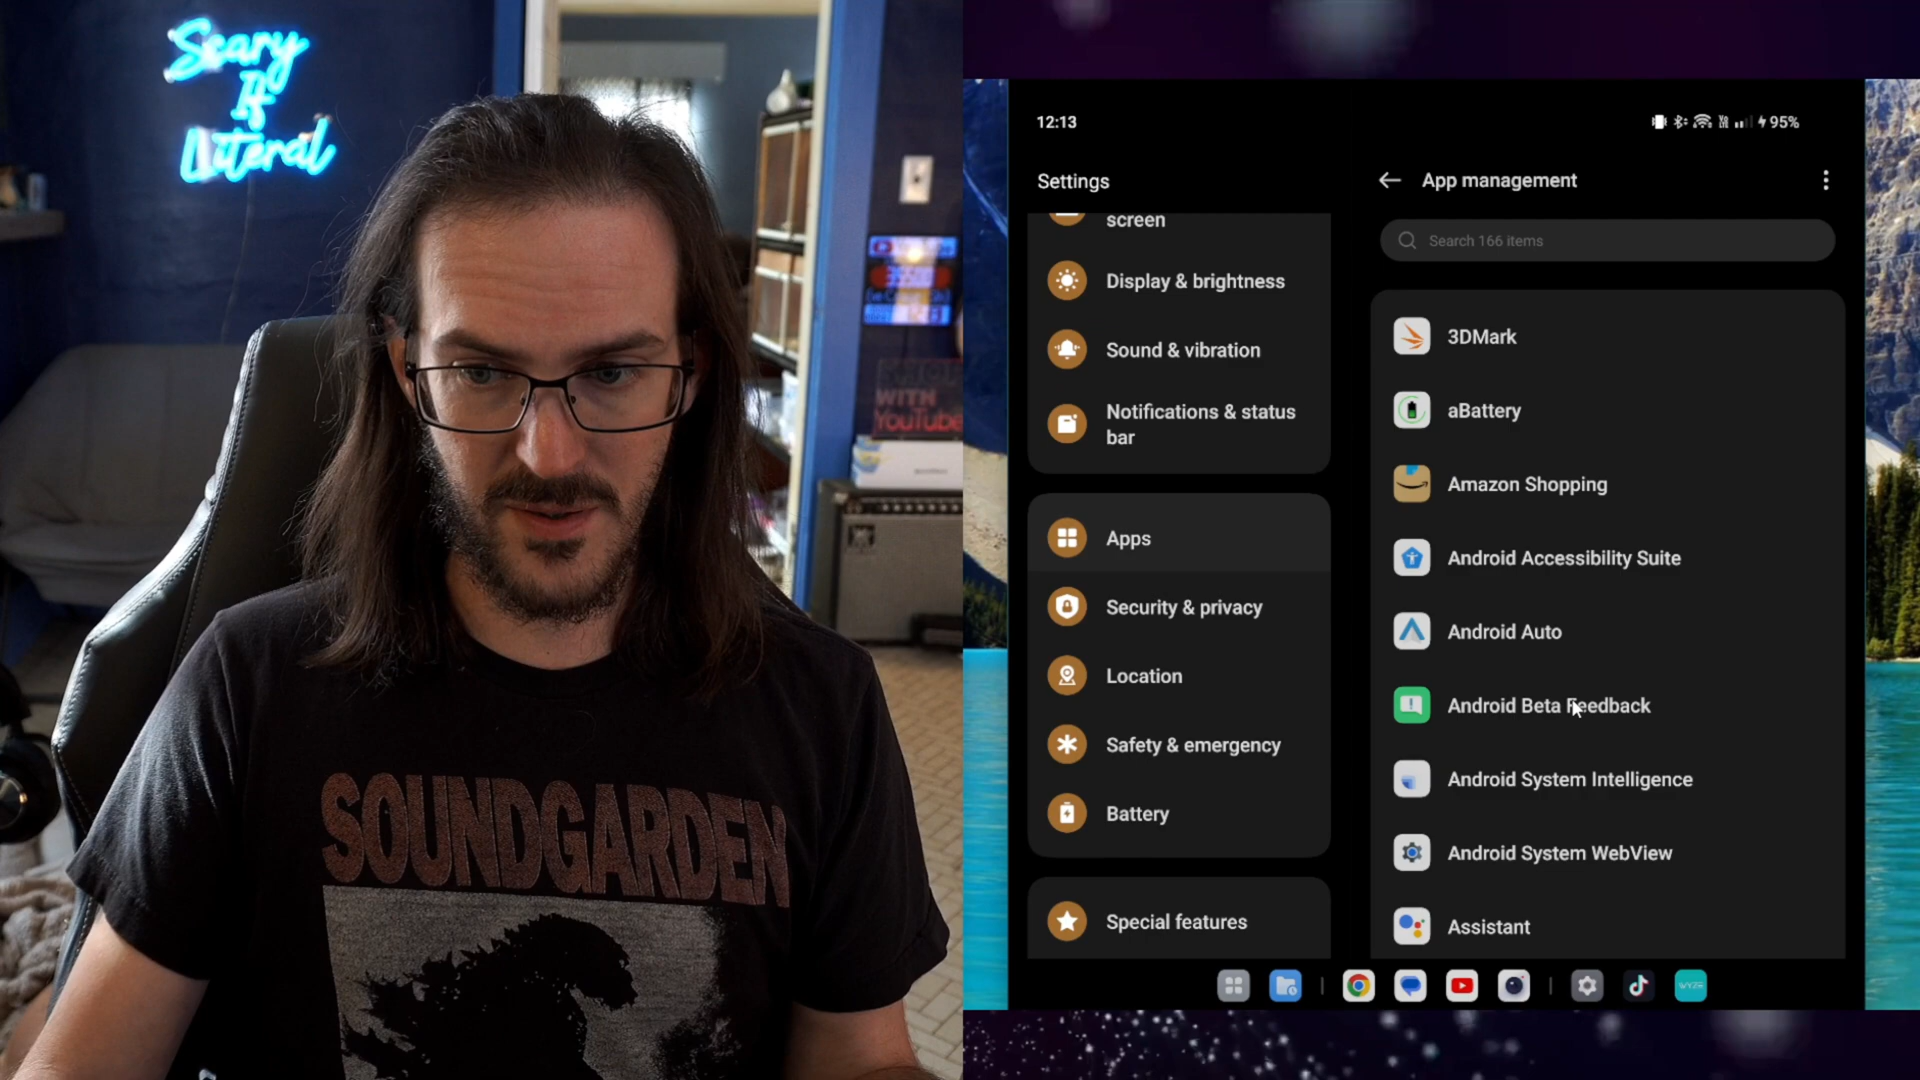 Scary
If
Literal
WITH
YouTube
SOUNDGARDEN
12:13
95%
Settings
screen
Display & brightness
Sound & vibration
Notifications & status
bar
Apps
Security & privacy
Location
Safety & emergency
Battery
Special features
App management
Search 166 items
3DMark
aBattery
Amazon Shopping
Android Accessibility Suite
Android Auto
Android Beta Feedback
Android System Intelligence
Android System WebView
Assistant
WYZE